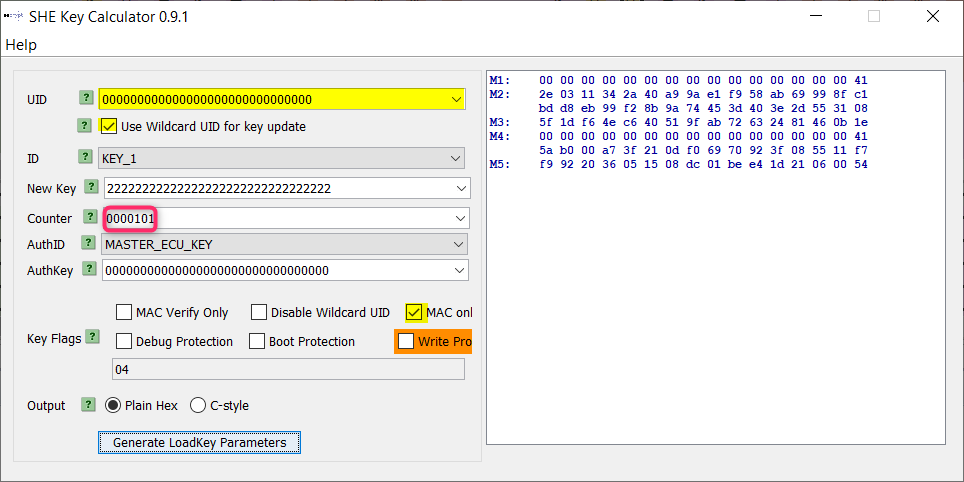 SHE Key Calculator 0.9.1
Help
UID ? 00000000000000000000000000000000
? Use Wildcard UID for key update
ID ? KEY_1
New Key ? 22222222222222222222222222222222
Counter ? 0000101
AuthID ? MASTER_ECU_KEY
AuthKey ? 00000000000000000000000000000000
MAC Verify Only Disable Wildcard UID MAC onl
Key Flags ? Debug Protection Boot Protection Write Pro
04
Output ? Plain Hex C-style
Generate LoadKey Parameters
M1: 00 00 00 00 00 00 00 00 00 00 00 00 00 00 00 41
M2: 2e 03 11 34 2a 40 a9 9a e1 f9 58 ab 69 99 8f c1
bd d8 eb 99 f2 8b 9a 74 45 3d 40 3e 2d 55 31 08
M3: 5f 1d f6 4e c6 40 51 9f ab 72 63 24 81 46 0b 1e
M4: 00 00 00 00 00 00 00 00 00 00 00 00 00 00 00 41
5a b0 00 a7 3f 21 0d f0 69 70 92 3f 08 55 11 f7
M5: f9 92 20 36 05 15 08 dc 01 be e4 1d 21 06 00 54